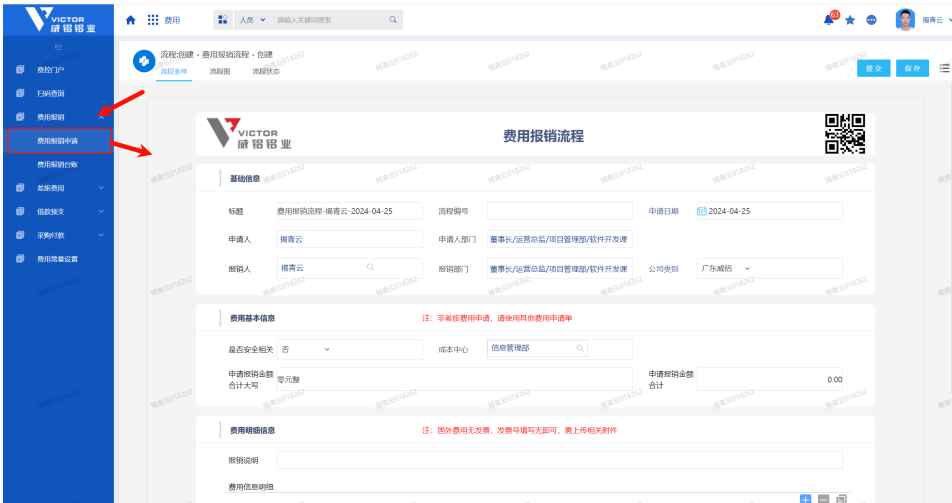 VICTOR
威铝铝业
费用
人员
请输入关键词搜索
63
揭青云
费控门户
扫码查询
费用报销
费用报销申请
费用报销台账
差旅费用
借款预支
采购付款
费用常量设置
流程:创建 - 费用报销流程 - 创建
流程表单 流程图 流程状态
提交 保存
VICTOR
威铝铝业
费用报销流程
基础信息
标题 费用报销流程-揭青云-2024-04-25 流程编号 申请日期 2024-04-25
申请人 揭青云 申请人部门 董事长/运营总监/项目管理部/软件开发课
报销人 揭青云 报销部门 董事长/运营总监/项目管理部/软件开发课 公司类别 广东威铝
费用基本信息 注：非差旅费用申请，请使用其他费用申请单
是否安全相关 否 成本中心 信息管理部
申请报销金额合计大写 零元整 申请报销金额合计 0.00
费用明细信息 注：国外费用无发票，发票号填写无即可，需上传相关附件
报销说明
费用信息明细
揭青云018262